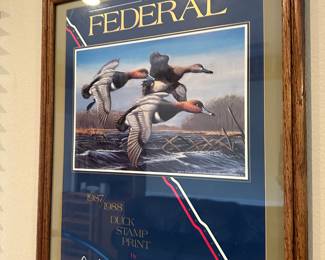 FEDERAL
1987
1988
DUCK
STAMP
PRINT